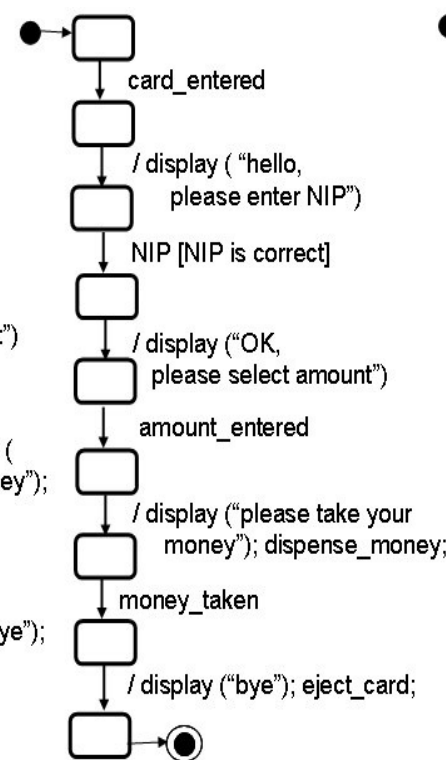 card_entered
/ display ( “hello,
please enter NIP”)
NIP [NIP is correct]
”)
/ display (“OK,
please select amount”)
amount_entered
(
ey”);
/ display (“please take your
money”); dispense_money;
money_taken
ye”);
/ display (“bye”); eject_card;